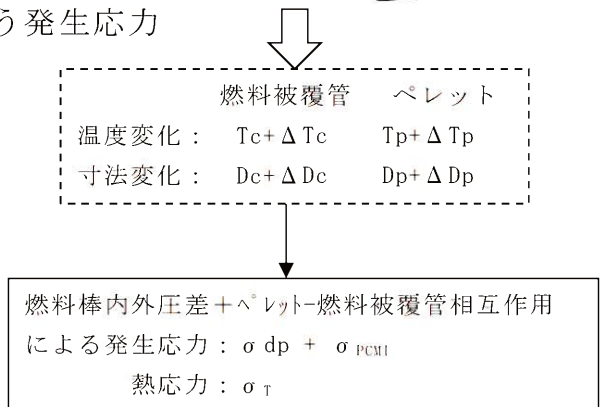 う発生応力
燃料被覆管 ペレット
温度変化： Tc+ΔTc Tp+ΔTp
寸法変化： Dc+ΔDc Dp+ΔDp
燃料棒内外圧差＋ﾍﾟﾚｯﾄ-燃料被覆管相互作用
による発生応力：σdp + σPCMI
熱応力：σT